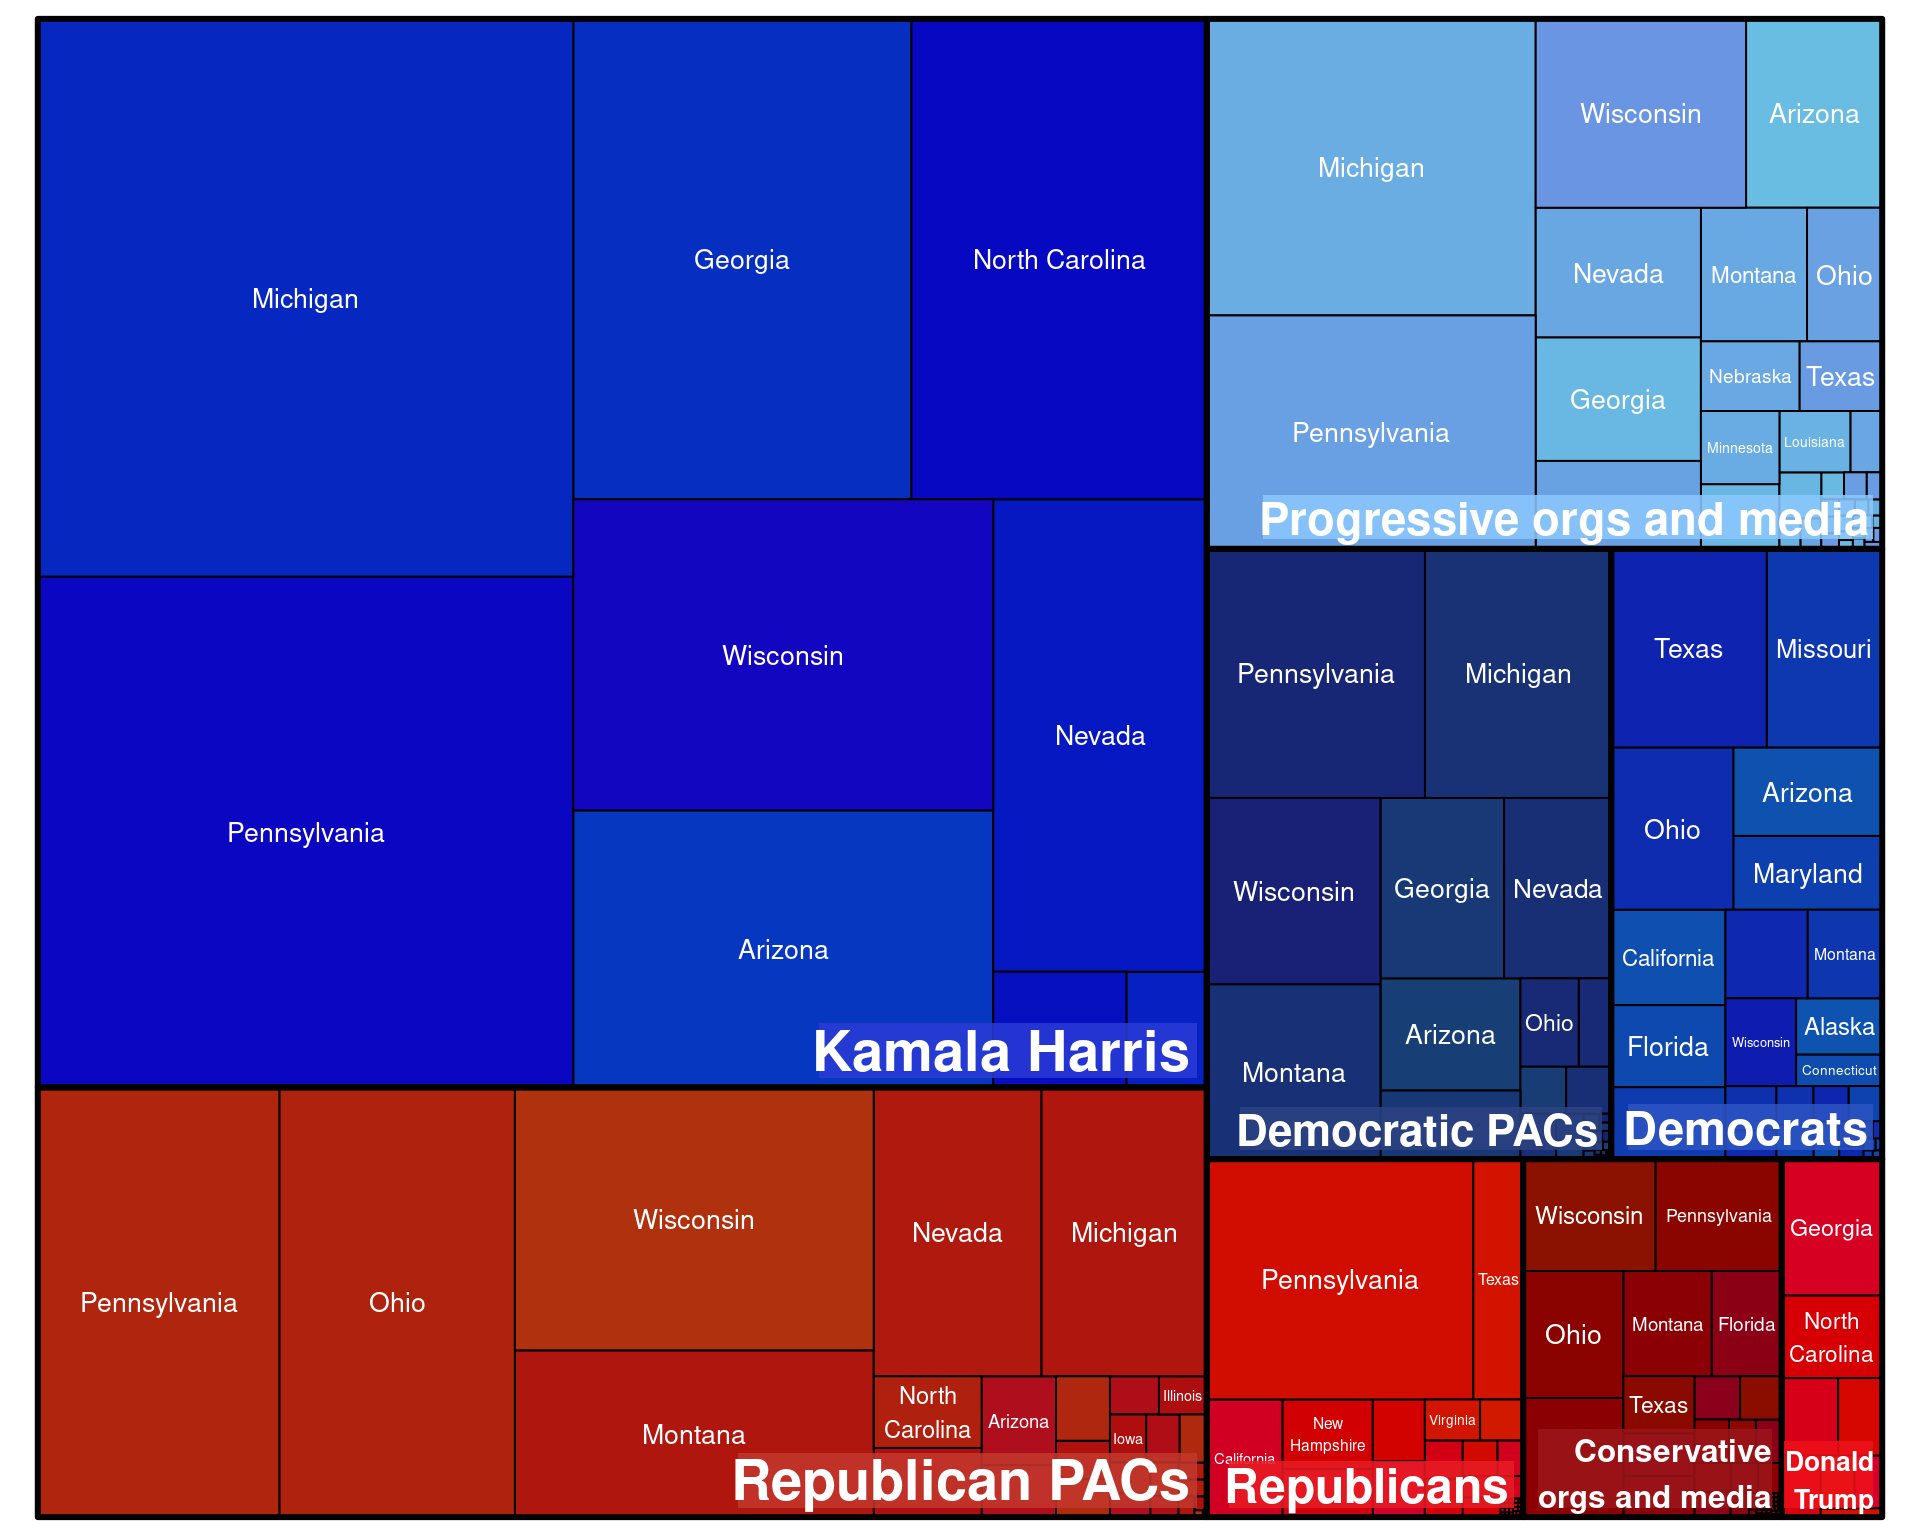 Michigan
Georgia
North Carolina
Pennsylvania
Wisconsin
Nevada
Arizona
Kamala Harris
Michigan
Wisconsin
Arizona
Nevada
Montana
Ohio
Pennsylvania
Georgia
Nebraska
Texas
Minnesota
Louisiana
Progressive orgs and media
Pennsylvania
Michigan
Wisconsin
Georgia
Nevada
Montana
Arizona
Ohio
Democratic PACs
Texas
Missouri
Ohio
Arizona
Maryland
California
Montana
Florida
Wisconsin
Alaska
Connecticut
Democrats
Pennsylvania
Ohio
Wisconsin
Nevada
Michigan
Montana
North
Carolina
Arizona
Illinois
Iowa
Republican PACs
Pennsylvania
Texas
California
New
Hampshire
Virginia
Republicans
Wisconsin
Pennsylvania
Ohio
Montana
Florida
Texas
Conservative
orgs and media
Georgia
North
Carolina
Donald
Trump